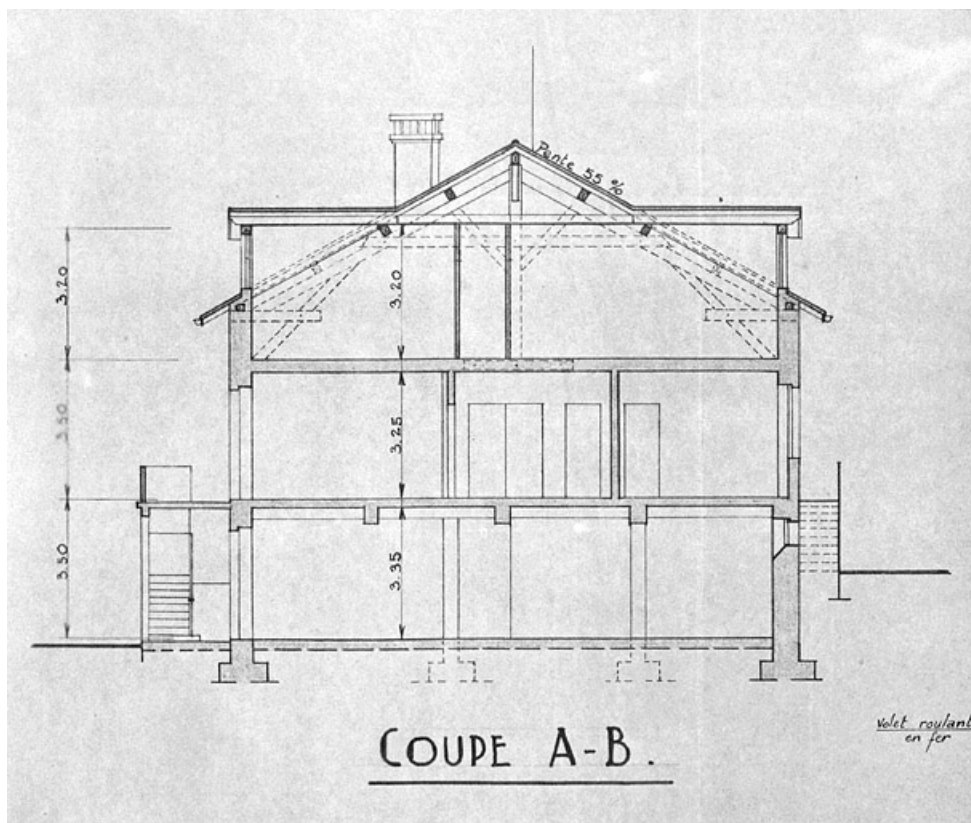 Pente 55 %
3.20
3.20
3.50
3.25
3.50
3.35
Volet roulant
en fer
COUPE A-B.